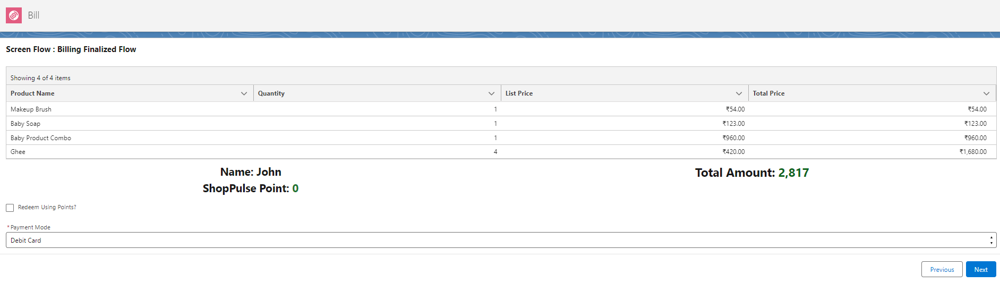 Bill
Screen Flow : Billing Finalized Flow
Showing 4 of 4 items
Product Name Quantity List Price Total Price
Makeup Brush 1 ₹54.00 ₹54.00
Baby Soap 1 ₹123.00 ₹123.00
Baby Product Combo 1 ₹960.00 ₹960.00
Ghee 4 ₹420.00 ₹1,680.00
Name: John
Total Amount: 2,817
ShopPulse Point: 0
Redeem Using Points?
*Payment Mode
Debit Card
Previous Next